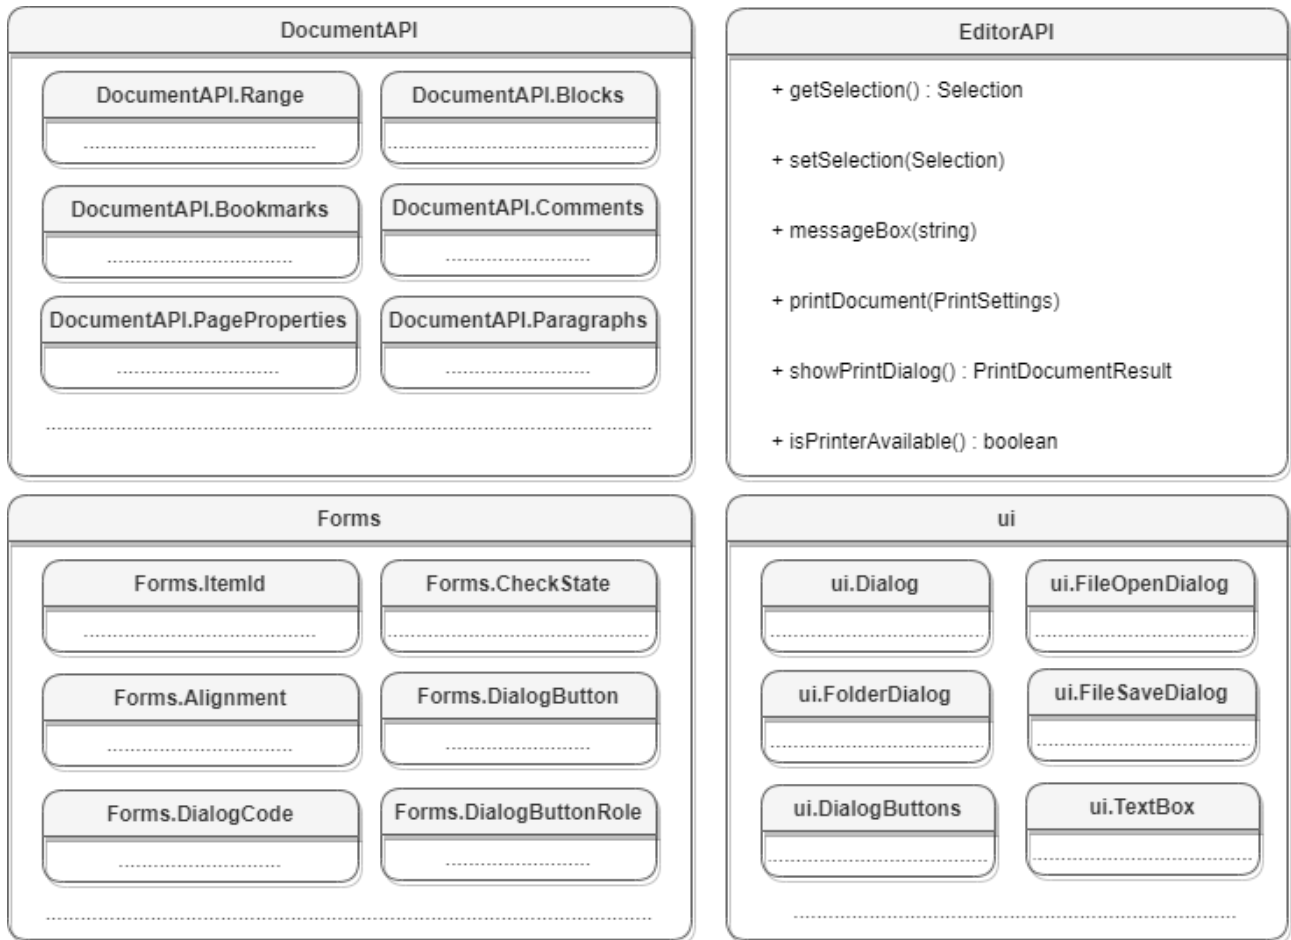 DocumentAPI
DocumentAPI.Range
DocumentAPI.Blocks
DocumentAPI.Bookmarks
DocumentAPI.Comments
DocumentAPI.PageProperties
DocumentAPI.Paragraphs
EditorAPI
+ getSelection() : Selection
+ setSelection(Selection)
+ messageBox(string)
+ printDocument(PrintSettings)
+ showPrintDialog() : PrintDocumentResult
+ isPrinterAvailable() : boolean
Forms
Forms.ItemId
Forms.CheckState
Forms.Alignment
Forms.DialogButton
Forms.DialogCode
Forms.DialogButtonRole
ui
ui.Dialog
ui.FileOpenDialog
ui.FolderDialog
ui.FileSaveDialog
ui.DialogButtons
ui.TextBox